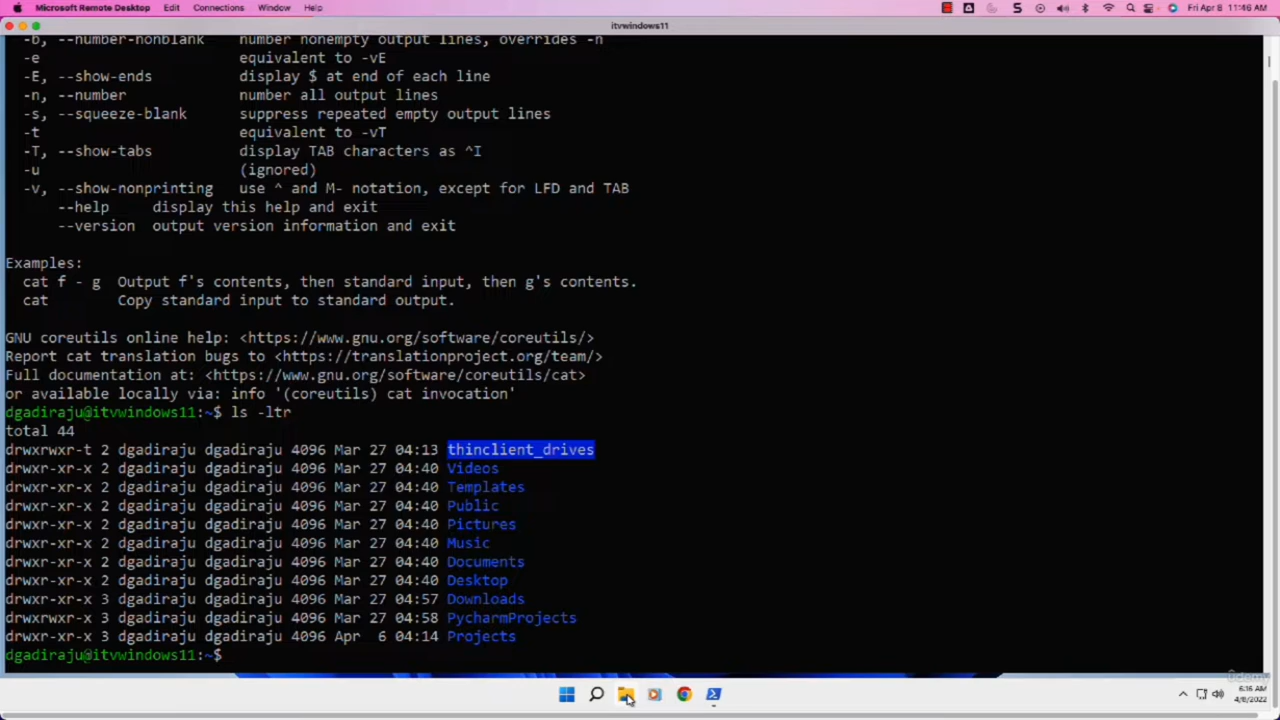 Microsoft Remote Desktop Edit Connections Window Help Fri Apr 8 11:46 AM
itvwindows11
-b, --number-nonblank number nonempty output lines, overrides -n
-e equivalent to -vE
-E, --show-ends display $ at end of each line
-n, --number number all output lines
-s, --squeeze-blank suppress repeated empty output lines
-t equivalent to -vT
-T, --show-tabs display TAB characters as ^I
-u (ignored)
-v, --show-nonprinting use ^ and M- notation, except for LFD and TAB
--help display this help and exit
--version output version information and exit
Examples:
cat f - g Output f's contents, then standard input, then g's contents.
cat Copy standard input to standard output.
GNU coreutils online help: <https://www.gnu.org/software/coreutils/>
Report cat translation bugs to <https://translationproject.org/team/>
Full documentation at: <https://www.gnu.org/software/coreutils/cat>
or available locally via: info '(coreutils) cat invocation'
dgadiraju@itvwindows11:~$ ls -ltr
total 44
drwxrwxr-t 2 dgadiraju dgadiraju 4096 Mar 27 04:13 thinclient_drives
drwxr-xr-x 2 dgadiraju dgadiraju 4096 Mar 27 04:40 Videos
drwxr-xr-x 2 dgadiraju dgadiraju 4096 Mar 27 04:40 Templates
drwxr-xr-x 2 dgadiraju dgadiraju 4096 Mar 27 04:40 Public
drwxr-xr-x 2 dgadiraju dgadiraju 4096 Mar 27 04:40 Pictures
drwxr-xr-x 2 dgadiraju dgadiraju 4096 Mar 27 04:40 Music
drwxr-xr-x 2 dgadiraju dgadiraju 4096 Mar 27 04:40 Documents
drwxr-xr-x 2 dgadiraju dgadiraju 4096 Mar 27 04:40 Desktop
drwxr-xr-x 3 dgadiraju dgadiraju 4096 Mar 27 04:57 Downloads
drwxrwxr-x 3 dgadiraju dgadiraju 4096 Mar 27 04:58 PycharmProjects
drwxr-xr-x 3 dgadiraju dgadiraju 4096 Apr 6 04:14 Projects
dgadiraju@itvwindows11:~$
Udemy
6:16 AM
4/8/2022